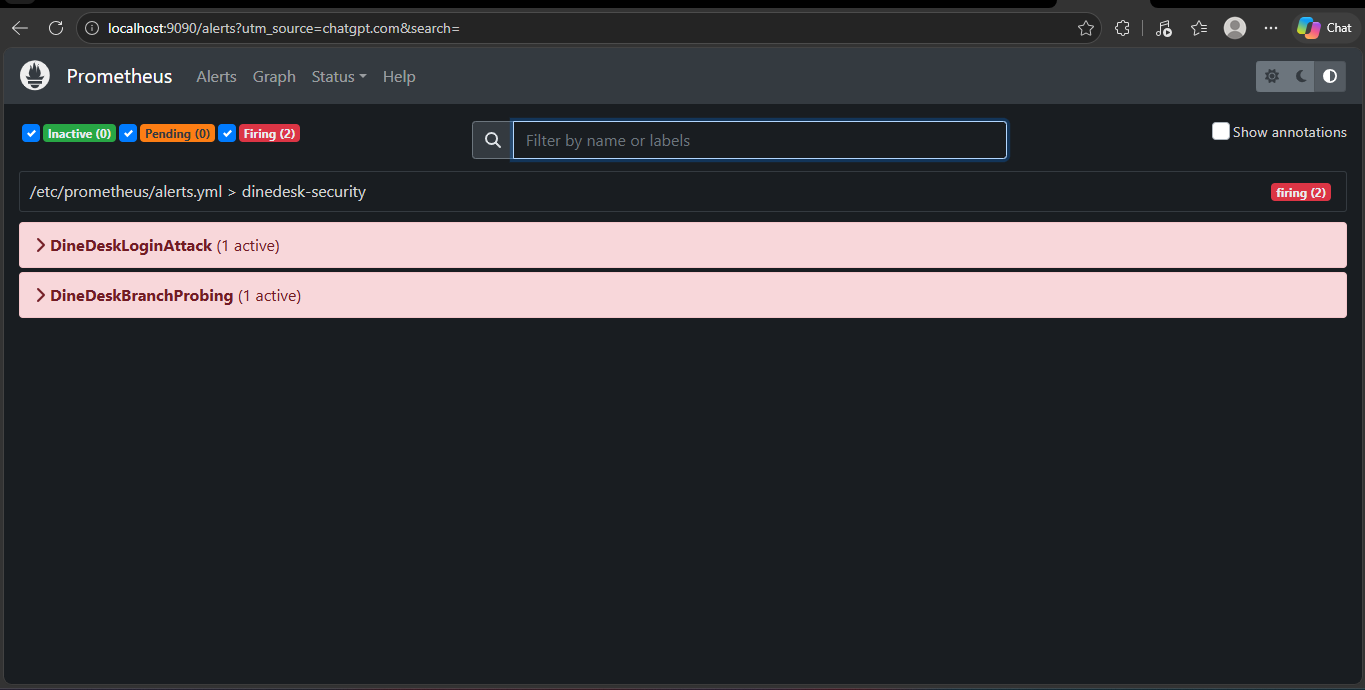 localhost:9090/alerts?utm_source=chatgpt.com&search=
Chat
Prometheus Alerts Graph Status Help
Inactive (0) Pending (0) Firing (2)
Filter by name or labels
Show annotations
/etc/prometheus/alerts.yml > dinedesk-security
firing (2)
DineDeskLoginAttack (1 active)
DineDeskBranchProbing (1 active)